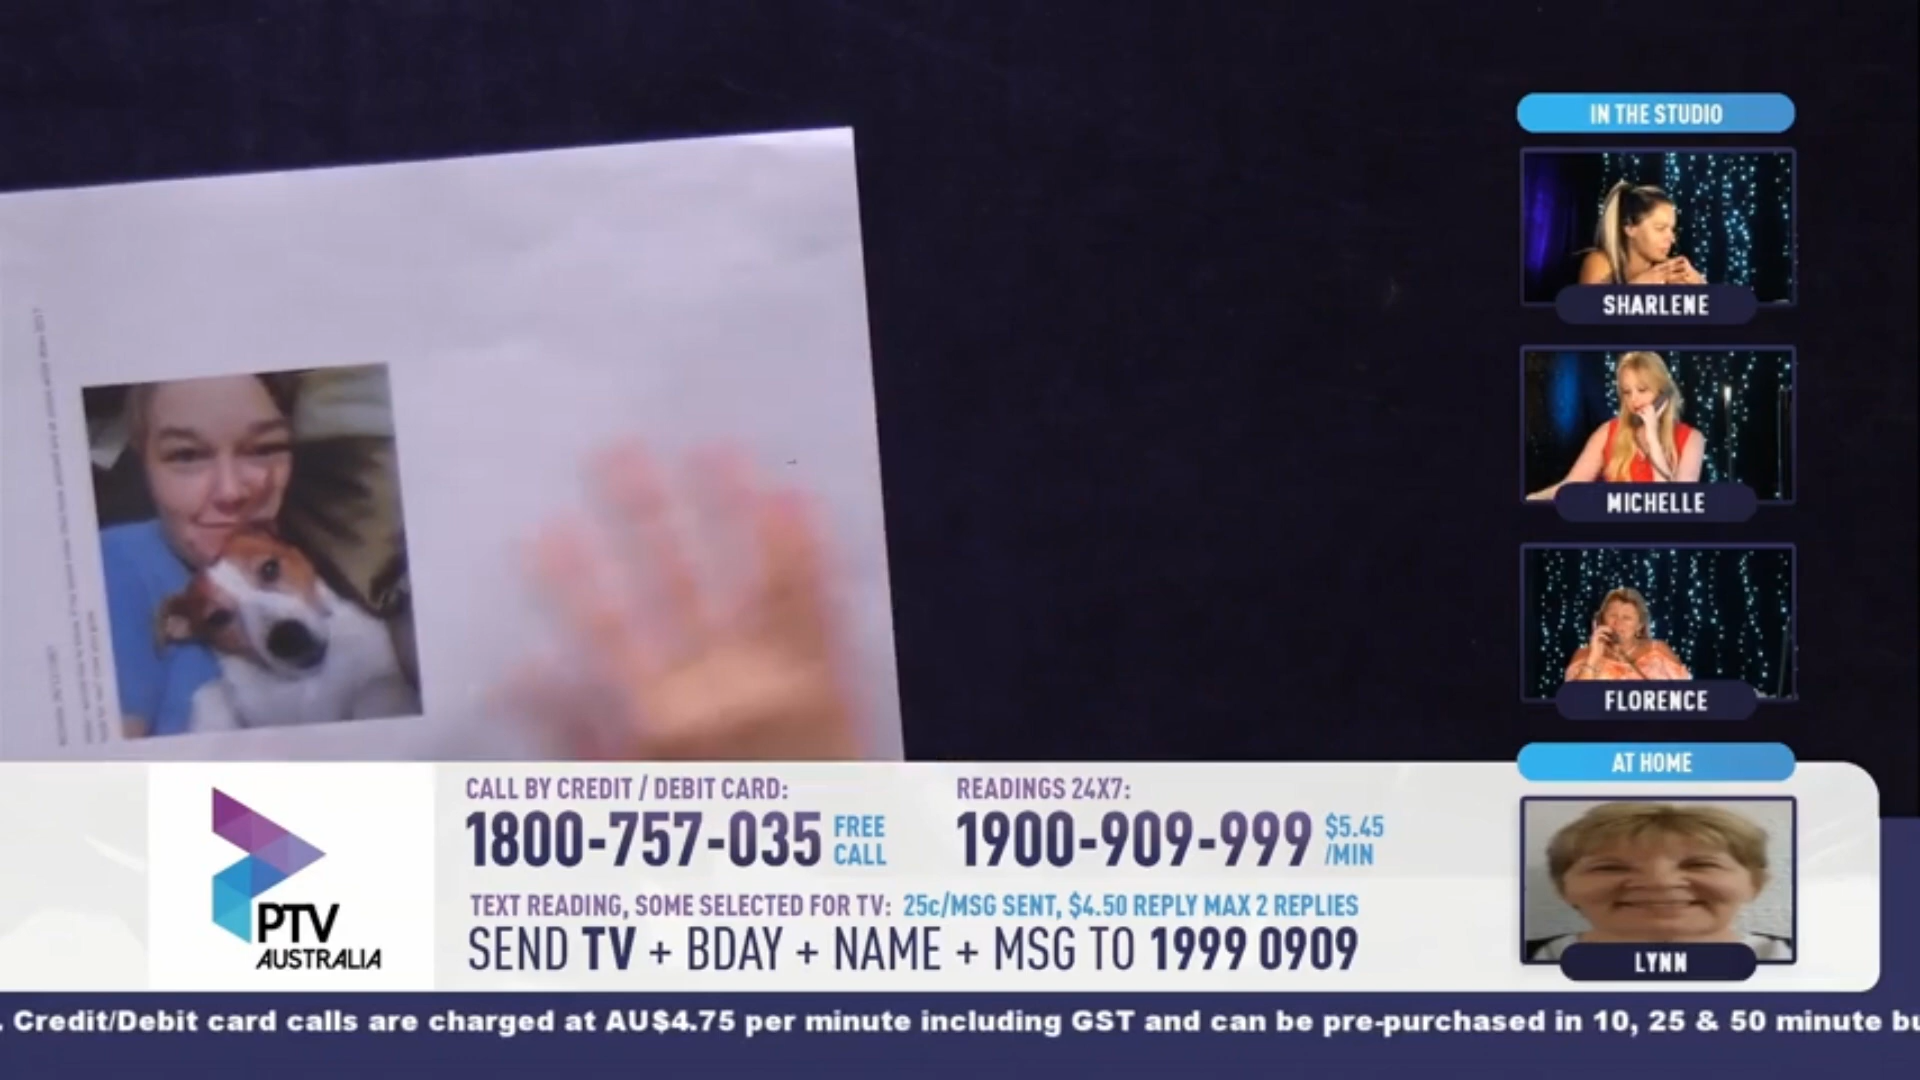 IN THE STUDIO
SHARLENE
MICHELLE
FLORENCE
AT HOME
LYNN
CALL BY CREDIT / DEBIT CARD:
1800-757-035 FREE CALL
READINGS 24X7:
1900-909-999 $5.45 /MIN
TEXT READING, SOME SELECTED FOR TV: 25c/MSG SENT, $4.50 REPLY MAX 2 REPLIES
SEND TV + BDAY + NAME + MSG TO 1999 0909
PTV
AUSTRALIA
. Credit/Debit card calls are charged at AU$4.75 per minute including GST and can be pre-purchased in 10, 25 & 50 minute bu